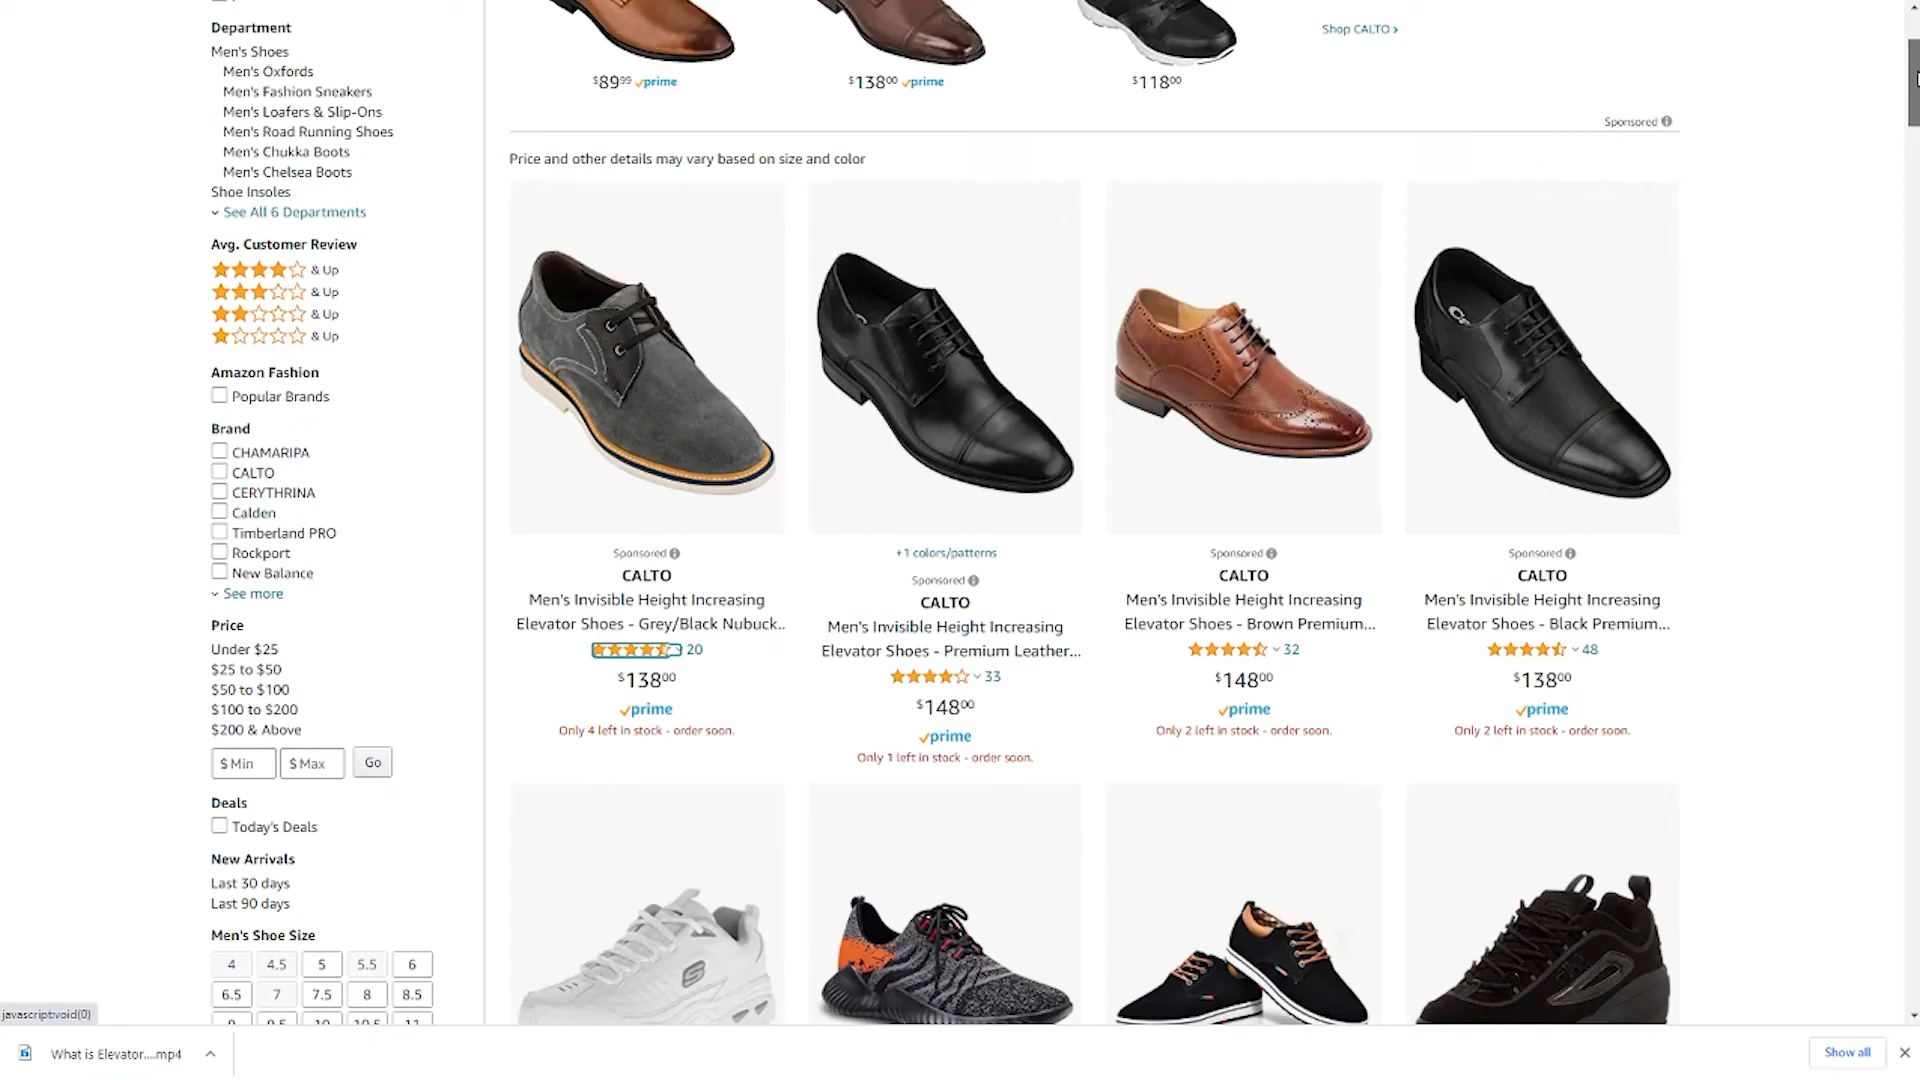 Department
Men's Shoes
Men's Oxfords
Men's Fashion Sneakers
Men's Loafers & Slip-Ons
Men's Road Running Shoes
Men's Chukka Boots
Men's Chelsea Boots
Shoe Insoles
See All 6 Departments
Avg. Customer Review
& Up
& Up
& Up
& Up
Amazon Fashion
Popular Brands
Brand
CHAMARIPA
CALTO
CERYTHRINA
Calden
Timberland PRO
Rockport
New Balance
See more
Price
Under $25
$25 to $50
$50 to $100
$100 to $200
$200 & Above
$ Min $ Max Go
Deals
Today's Deals
New Arrivals
Last 30 days
Last 90 days
Men's Shoe Size
4 4.5 5 5.5 6
6.5 7 7.5 8 8.5
9 9.5 10 10.5 11
Shop CALTO ›
$89.99 prime
$138.00 prime
$118.00
Sponsored
Price and other details may vary based on size and color
Sponsored
CALTO
Men's Invisible Height Increasing
Elevator Shoes - Grey/Black Nubuck..
20
$138.00
prime
Only 4 left in stock - order soon.
+1 colors/patterns
Sponsored
CALTO
Men's Invisible Height Increasing
Elevator Shoes - Premium Leather...
33
$148.00
prime
Only 1 left in stock - order soon.
Sponsored
CALTO
Men's Invisible Height Increasing
Elevator Shoes - Brown Premium...
32
$148.00
prime
Only 2 left in stock - order soon.
Sponsored
CALTO
Men's Invisible Height Increasing
Elevator Shoes - Black Premium...
48
$138.00
prime
Only 2 left in stock - order soon.
javascript:void(0)
What is Elevator....mp4
Show all